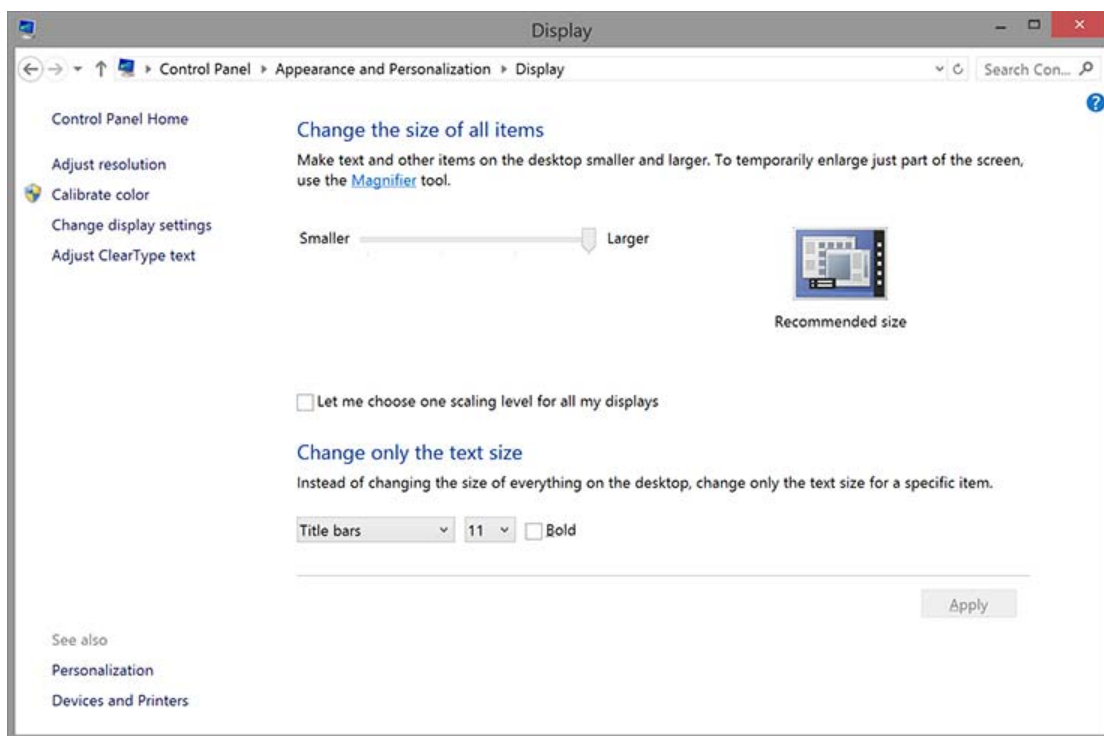 Display
Control Panel Appearance and Personalization Display
Search Con...
Control Panel Home
Adjust resolution
Calibrate color
Change display settings
Adjust ClearType text
Change the size of all items
Make text and other items on the desktop smaller and larger. To temporarily enlarge just part of the screen,
use the Magnifier tool.
Smaller Larger
Recommended size
Let me choose one scaling level for all my displays
Change only the text size
Instead of changing the size of everything on the desktop, change only the text size for a specific item.
Title bars 11 Bold
Apply
See also
Personalization
Devices and Printers